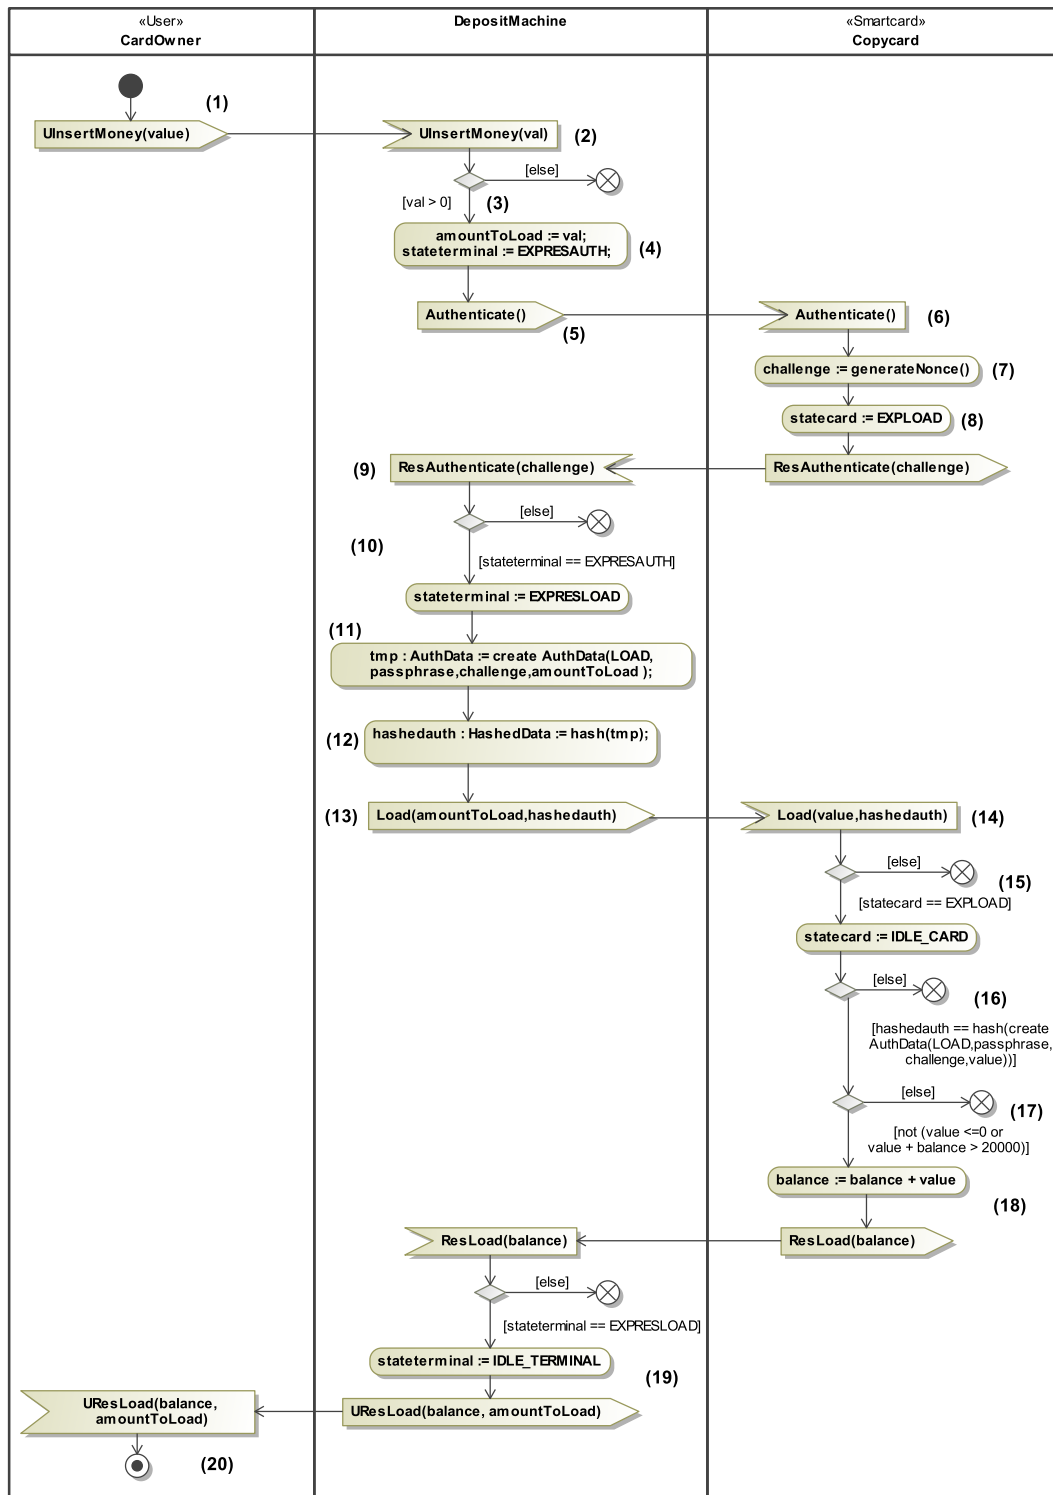 «User»
CardOwner
DepositMachine
«Smartcard»
Copycard
(1)
UInsertMoney(value)
UInsertMoney(val)
(2)
[else]
[val > 0]
(3)
amountToLoad := val;
stateterminal := EXPRESAUTH;
(4)
Authenticate()
(5)
Authenticate()
(6)
challenge := generateNonce()
(7)
statecard := EXPLOAD
(8)
(9)
ResAuthenticate(challenge)
ResAuthenticate(challenge)
[else]
(10)
[stateterminal == EXPRESAUTH]
stateterminal := EXPRESLOAD
(11)
tmp : AuthData := create AuthData(LOAD,
passphrase,challenge,amountToLoad );
(12)
hashedauth : HashedData := hash(tmp);
(13)
Load(amountToLoad,hashedauth)
Load(value,hashedauth)
(14)
[else]
(15)
[statecard == EXPLOAD]
statecard := IDLE_CARD
[else]
(16)
[hashedauth == hash(create
AuthData(LOAD,passphrase,
challenge,value))]
[else]
(17)
[not (value <=0 or
value + balance > 20000)]
balance := balance + value
(18)
ResLoad(balance)
ResLoad(balance)
[else]
[stateterminal == EXPRESLOAD]
stateterminal := IDLE_TERMINAL
(19)
UResLoad(balance,
amountToLoad)
UResLoad(balance, amountToLoad)
(20)